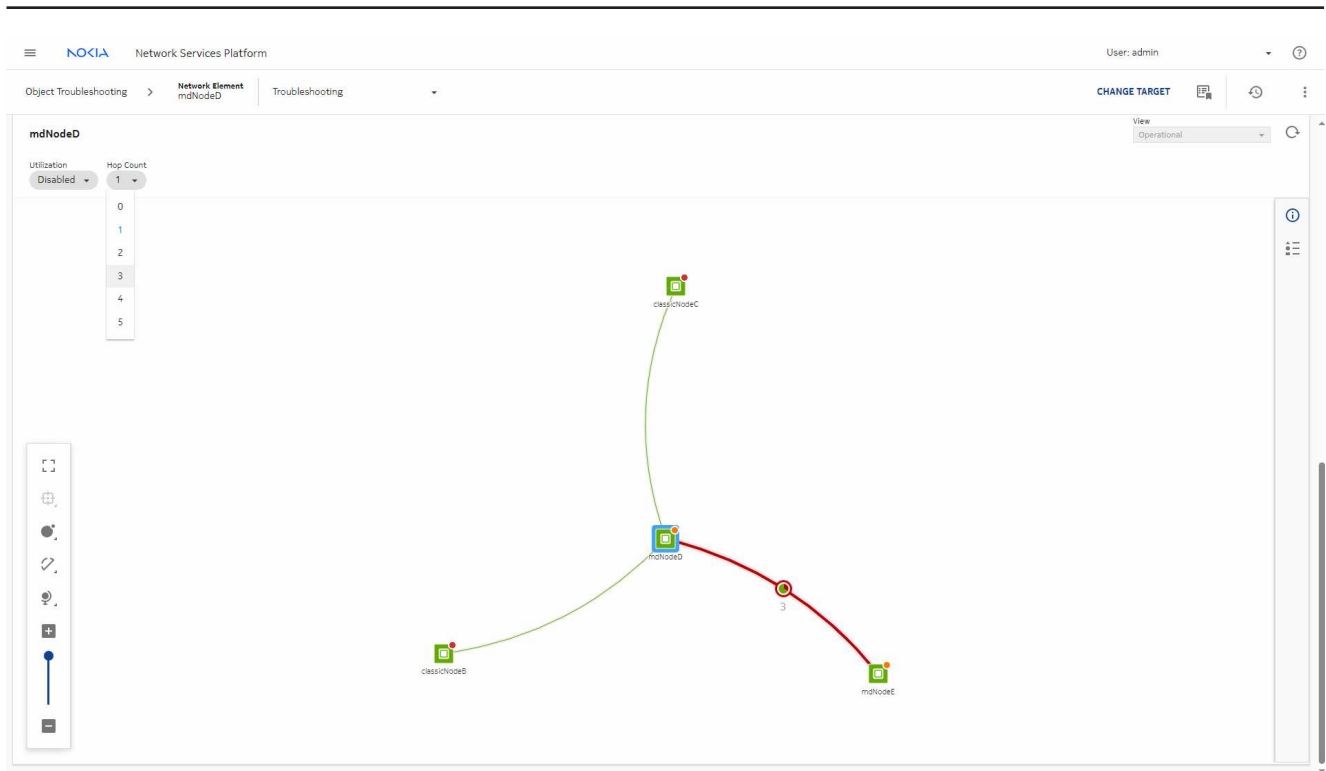 NOKIA Network Services Platform User: admin
Object Troubleshooting > Network Element
mdNodeD Troubleshooting CHANGE TARGET
mdNodeD
View
Operational
Utilization Hop Count
Disabled 1
0
1
2
3
4
5
classicNodeC
mdNodeD
3
classicNodeB
mdNodeE